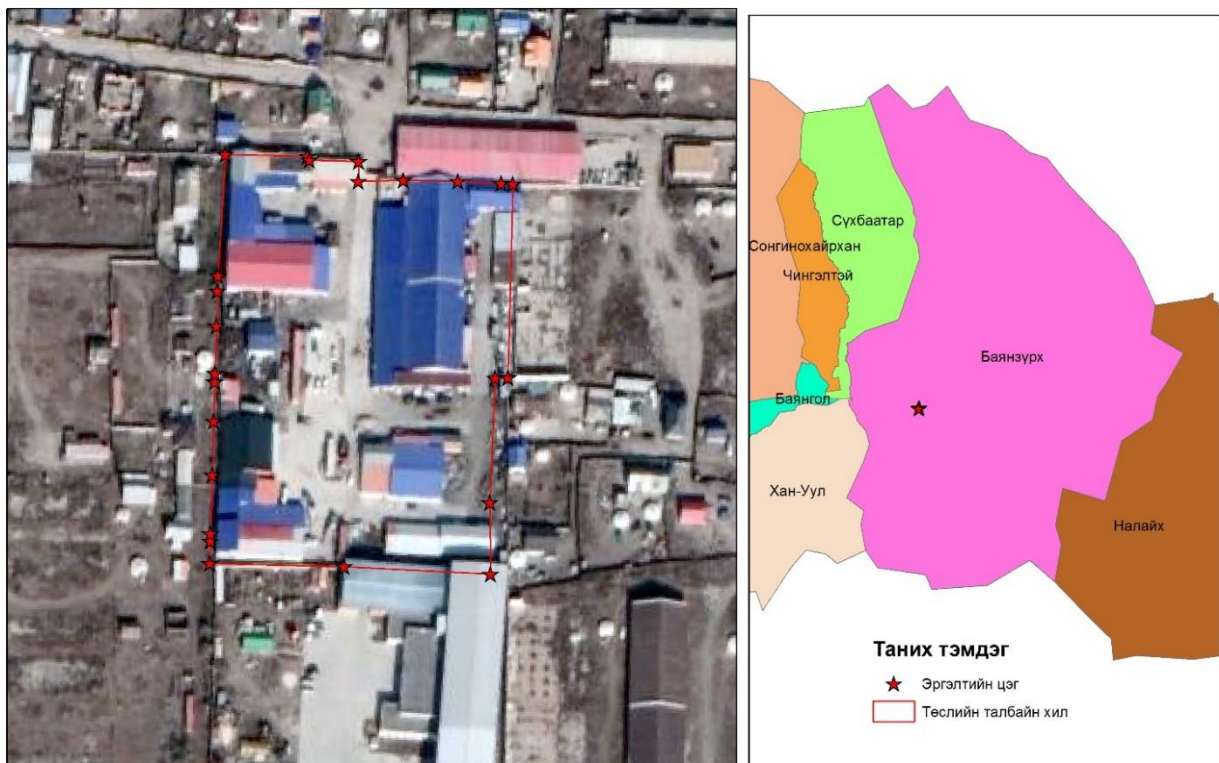 Сүхбаатар
Сонгинохайрхан
Чингэлтэй
Баянзүрх
Баянгол
Хан-Уул
Налайх
Таних тэмдэг
Эргэлтийн цэг
Төслийн талбайн хил